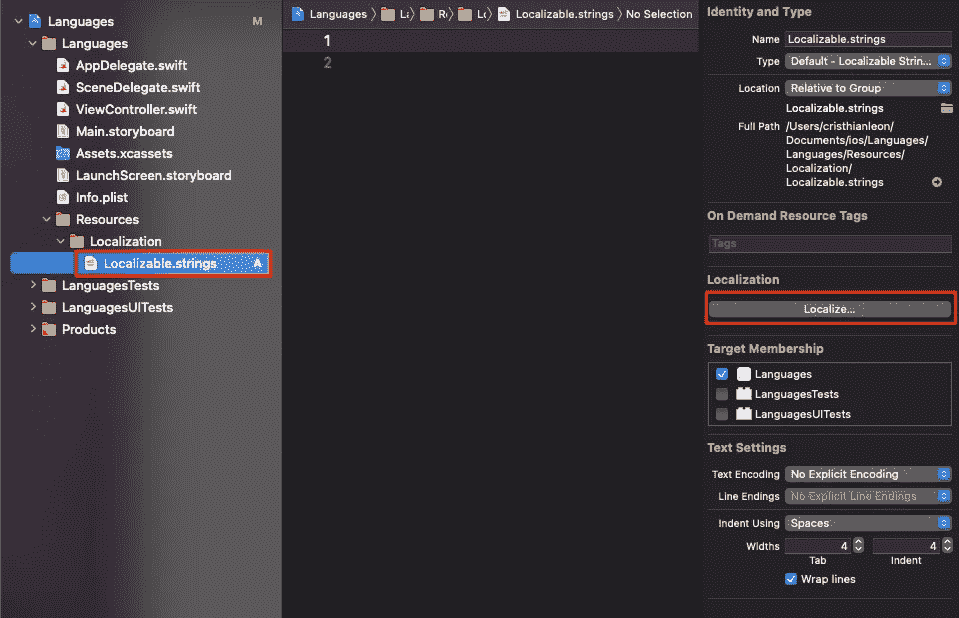 Languages M
Languages
AppDelegate.swift
SceneDelegate.swift
ViewController.swift
Main.storyboard
Assets.xcassets
LaunchScreen.storyboard
Info.plist
Resources
Localization
Localizable.strings A
LanguagesTests
LanguagesUITests
Products
Languages 〉 La〉 Re〉 Lo〉 Localizable.strings 〉 No Selection
1
2
Identity and Type
Name Localizable.strings
Type Default - Localizable Strin...
Location Relative to Group
Localizable.strings
Full Path /Users/cristhianleon/
Documents/ios/Languages/
Languages/Resources/
Localization/
Localizable.strings
On Demand Resource Tags
Tags
Localization
Localize...
Target Membership
Languages
LanguagesTests
LanguagesUITests
Text Settings
Text Encoding No Explicit Encoding
Line Endings No Explicit Line Endings
Indent Using Spaces
Widths 4 4
Tab Indent
Wrap lines